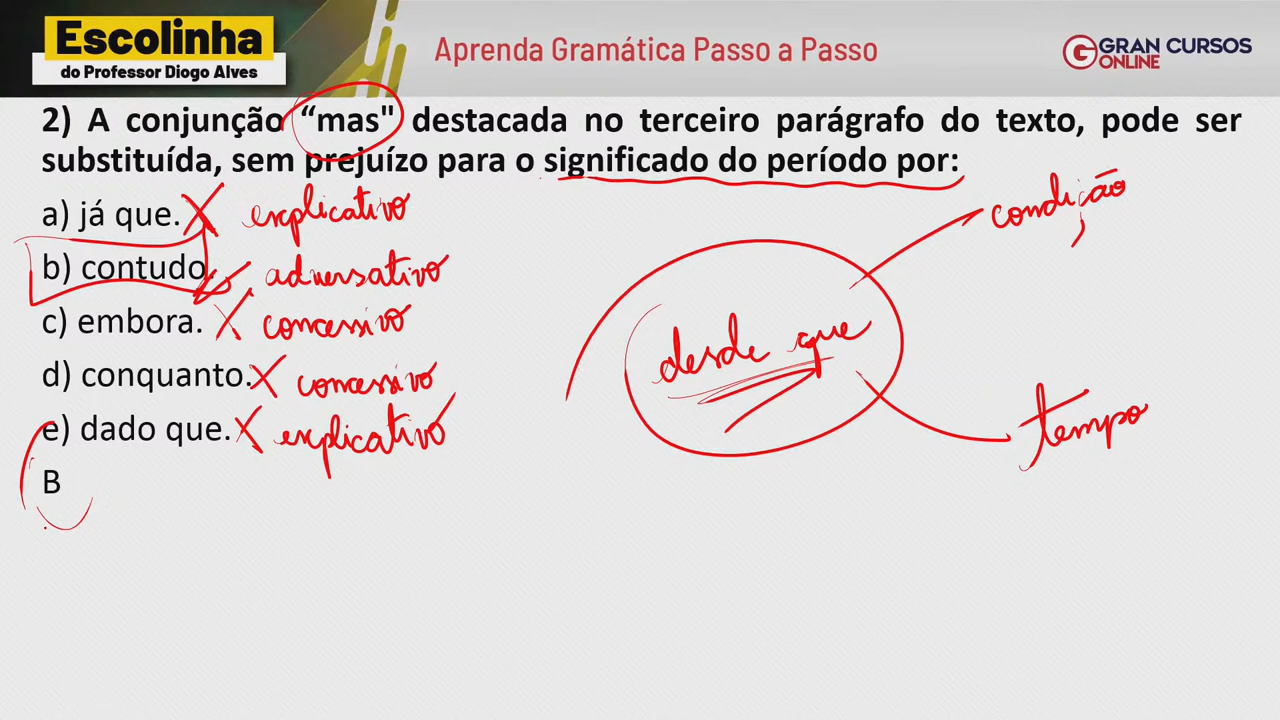 Escolinha
do Professor Diogo Alves
Aprenda Gramática Passo a Passo
G GRAN CURSOS
ONLINE
2) A conjunção “mas" destacada no terceiro parágrafo do texto, pode ser
substituída, sem prejuízo para o significado do período por:
a) já que. X explicativo
b) contudo. adversativo
c) embora. X concessivo
d) conquanto. X concessivo
e) dado que. X explicativo
B
desde que
condição
tempo